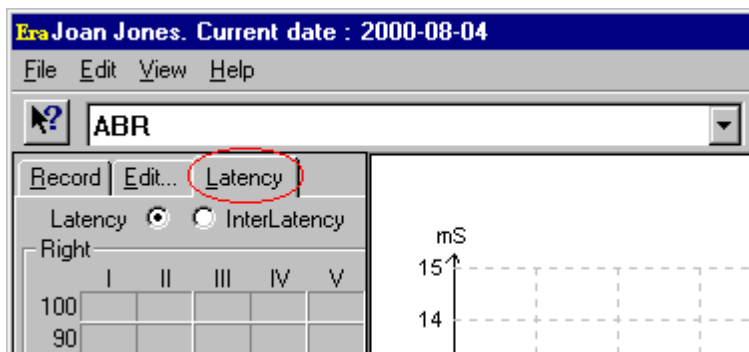 Era Joan Jones. Current date : 2000-08-04
File Edit View Help
ABR
Record Edit... Latency
Latency InterLatency
Right
I II III IV V
100
90
mS
15
14